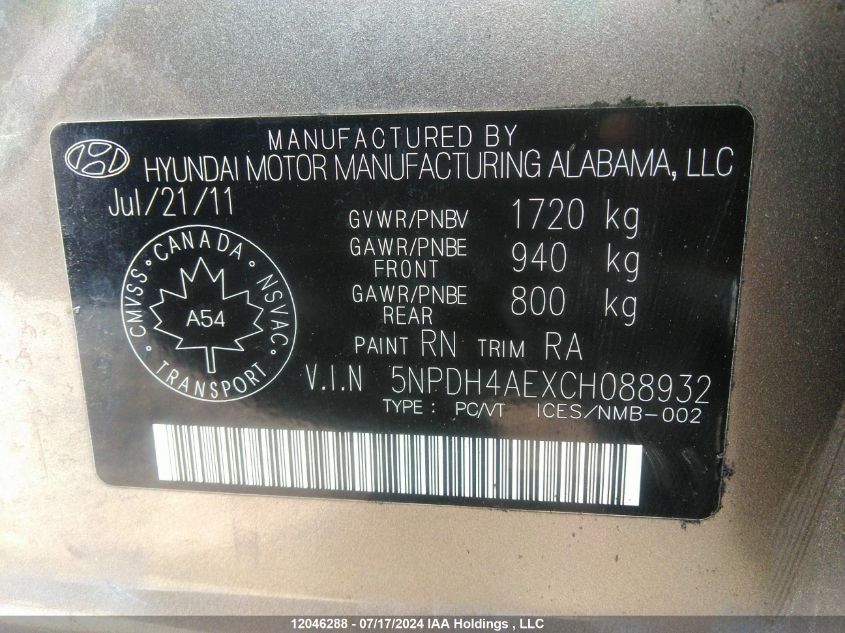 MANUFACTURED BY
HYUNDAI MOTOR MANUFACTURING ALABAMA, LLC
Jul/21/11
GVWR/PNBV 1720 kg
GAWR/PNBE FRONT 940 kg
GAWR/PNBE REAR 800 kg
PAINT RN TRIM RA
CANADA
CMVSS • NSVAC
A54
TRANSPORT
V.I.N 5NPDH4AEXCH088932
TYPE: PC/VT ICES/NMB-002
12046288 - 07/17/2024 IAA Holdings , LLC